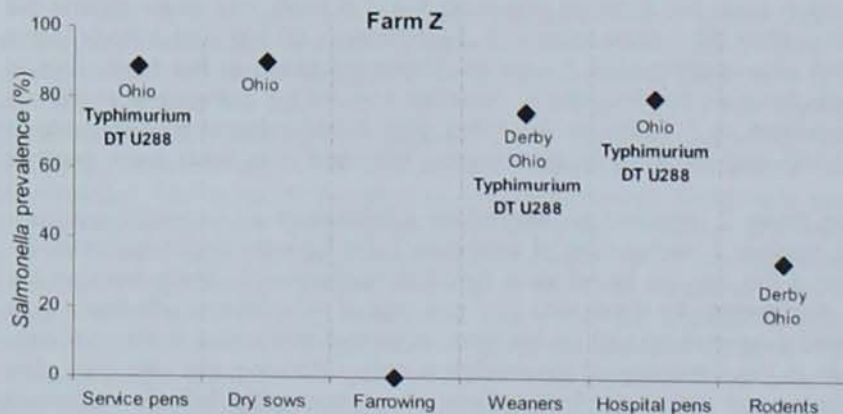 Farm Z
Salmonella prevalence (%)
100
80
60
40
20
0
Ohio
Typhimurium
DT U288
Ohio
Derby
Ohio
Typhimurium
DT U288
Ohio
Typhimurium
DT U288
Derby
Ohio
Service pens Dry sows Farrowing Weaners Hospital pens Rodents